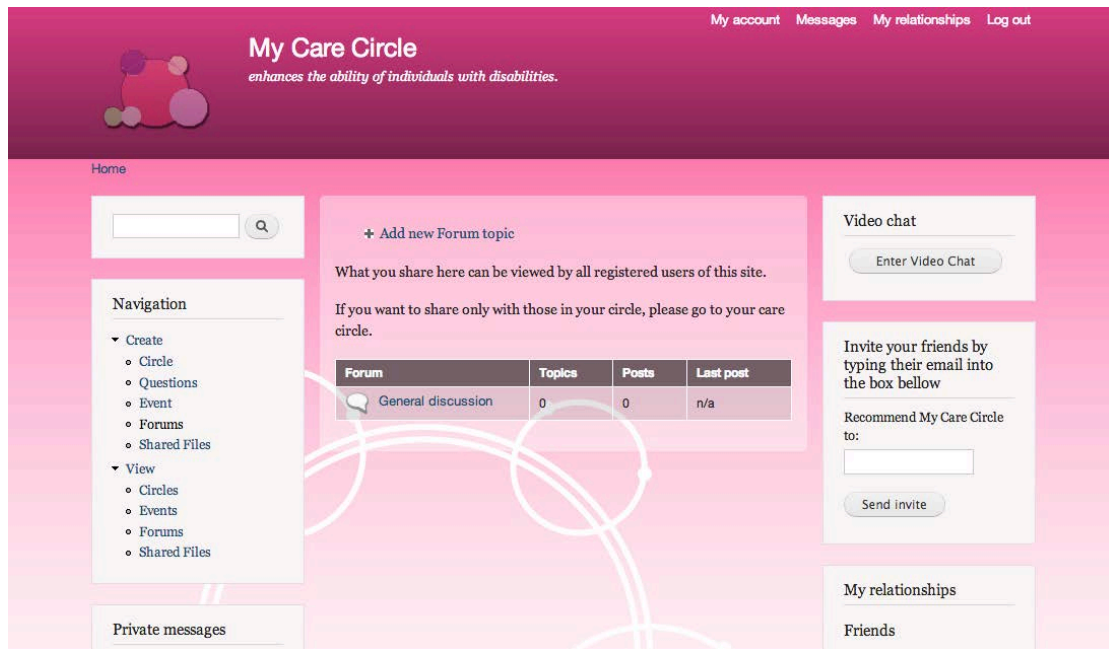 My account Messages My relationships Log out
My Care Circle
enhances the ability of individuals with disabilities.
Home
Navigation
Create
Circle
Questions
Event
Forums
Shared Files
View
Circles
Events
Forums
Shared Files
Private messages
Add new Forum topic
What you share here can be viewed by all registered users of this site.
If you want to share only with those in your circle, please go to your care
circle.
Forum Topics Posts Last post
General discussion 0 0 n/a
Video chat
Enter Video Chat
Invite your friends by
typing their email into
the box bellow
Recommend My Care Circle
to:
Send invite
My relationships
Friends